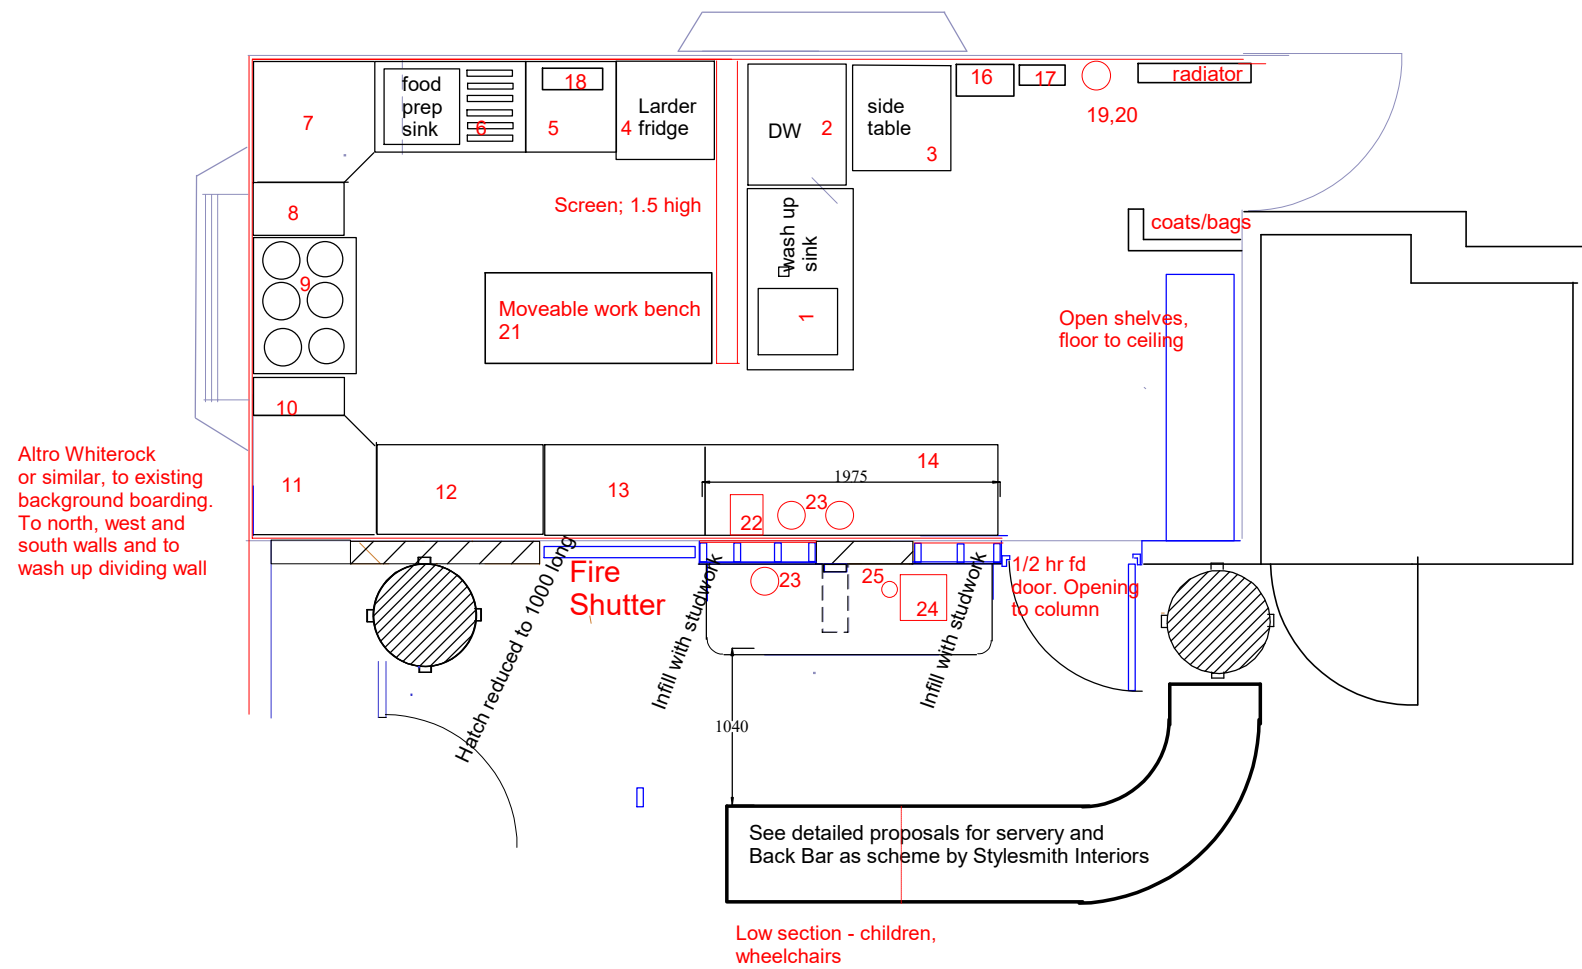 food
prep
sink
18
Larder
fridge
7
6
5
4
DW
2
side
table
3
16
17
radiator
19,20
Screen; 1.5 high
8
wash up
sink
coats/bags
9
Moveable work bench
21
1
Open shelves,
floor to ceiling
10
Altro Whiterock
or similar, to existing
background boarding.
To north, west and
south walls and to
wash up dividing wall
11
12
13
14
1975
22
23
Fire
Shutter
Hatch reduced to 1000 long
Infill with studwork
23
25
24
Infill with studwork
1/2 hr fd
door. Opening
to column
1040
See detailed proposals for servery and
Back Bar as scheme by Stylesmith Interiors
Low section - children,
wheelchairs